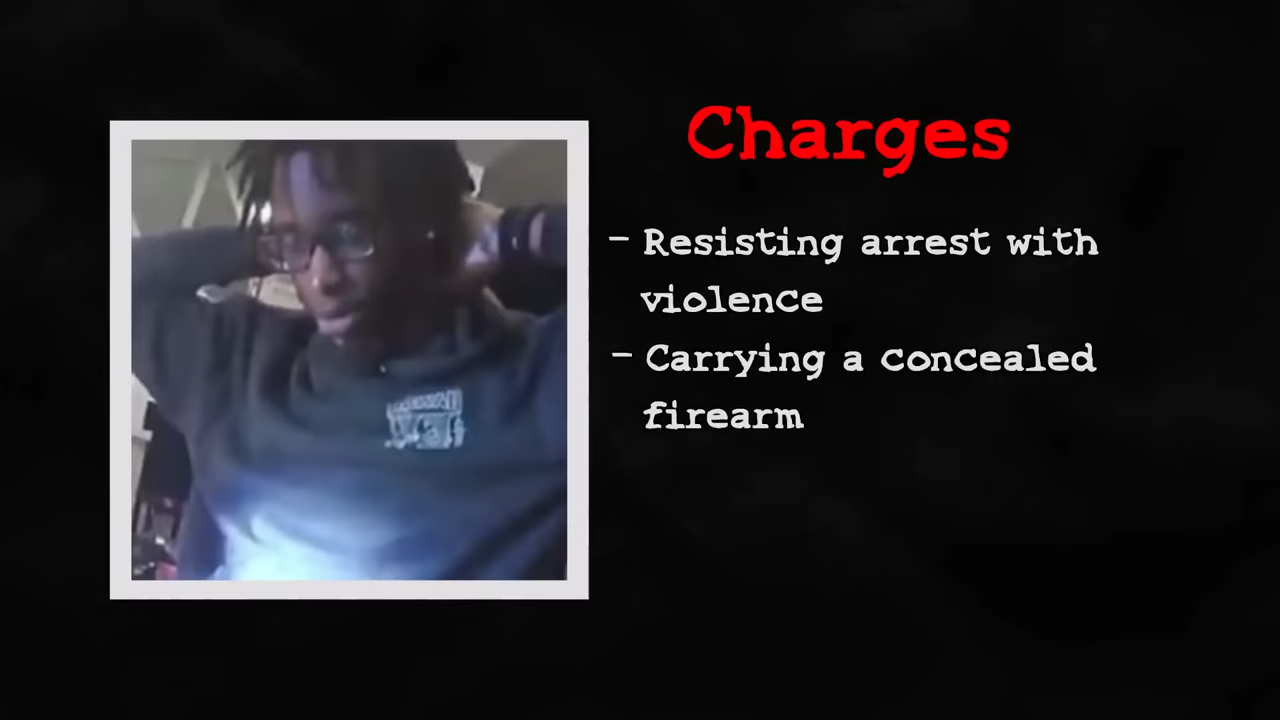 Charges
- Resisting arrest with
violence
- Carrying a concealed
firearm